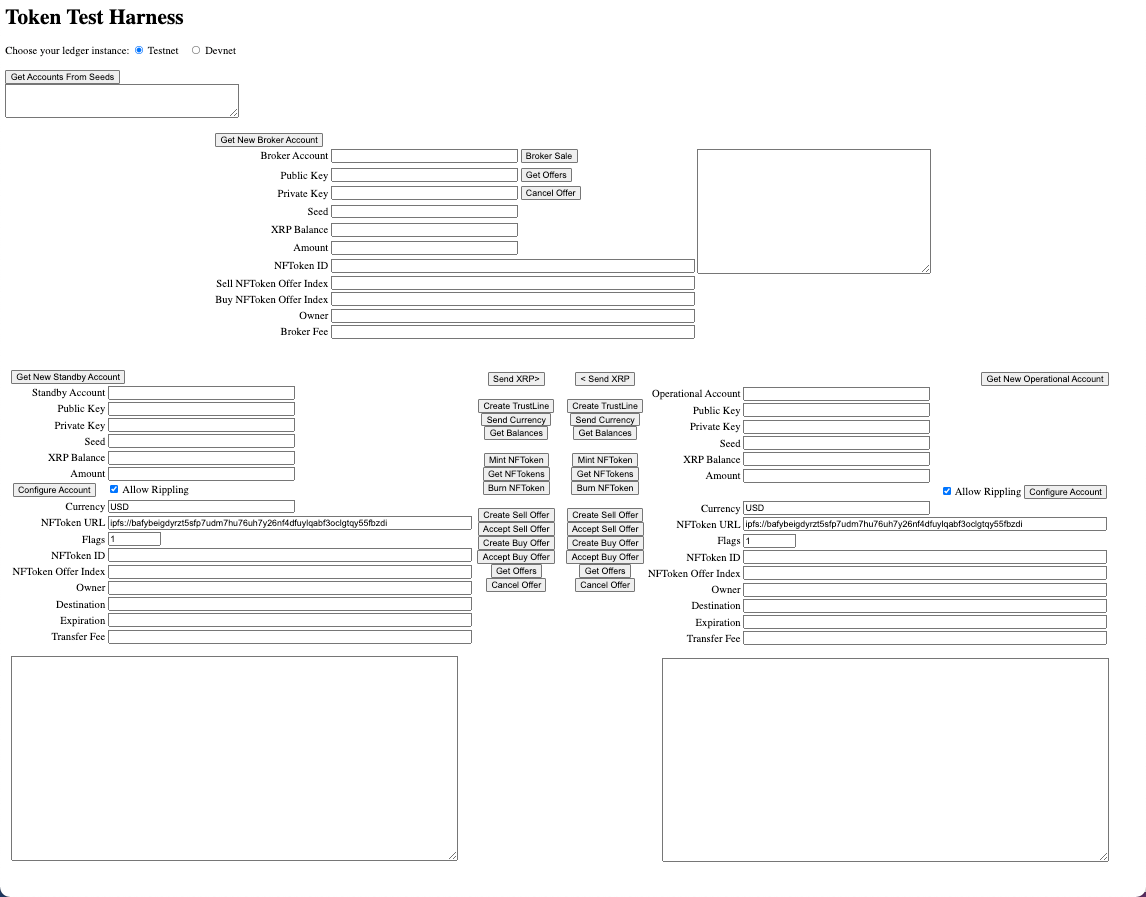 Token Test Harness
Choose your ledger instance: Testnet Devnet
Get Accounts From Seeds
Get New Broker Account
Broker Account Broker Sale
Public Key Get Offers
Private Key Cancel Offer
Seed
XRP Balance
Amount
NFToken ID
Sell NFToken Offer Index
Buy NFToken Offer Index
Owner
Broker Fee
Get New Standby Account
Standby Account
Public Key
Private Key
Seed
XRP Balance
Amount
Configure Account Allow Rippling
Currency USD
NFToken URL ipfs://bafybeigdyrzt5sfp7udm7hu76uh7y26nf4dfuylqabf3oclgtqy55fbzdi
Flags 1
NFToken ID
NFToken Offer Index
Owner
Destination
Expiration
Transfer Fee
Send XRP>
Create TrustLine
Send Currency
Get Balances
Mint NFToken
Get NFTokens
Burn NFToken
Create Sell Offer
Accept Sell Offer
Create Buy Offer
Accept Buy Offer
Get Offers
Cancel Offer
< Send XRP
Create TrustLine
Send Currency
Get Balances
Mint NFToken
Get NFTokens
Burn NFToken
Create Sell Offer
Accept Sell Offer
Create Buy Offer
Accept Buy Offer
Get Offers
Cancel Offer
Get New Operational Account
Operational Account
Public Key
Private Key
Seed
XRP Balance
Amount
Allow Rippling Configure Account
Currency USD
NFToken URL ipfs://bafybeigdyrzt5sfp7udm7hu76uh7y26nf4dfuylqabf3oclgtqy55fbzdi
Flags 1
NFToken ID
NFToken Offer Index
Owner
Destination
Expiration
Transfer Fee